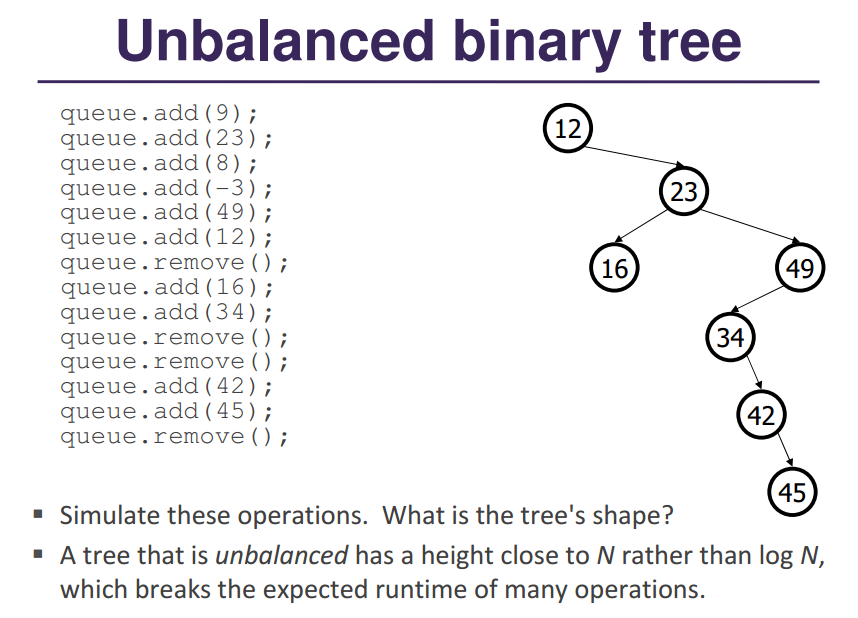 Unbalanced binary tree
queue.add(9);
queue.add(23);
queue.add(8);
queue.add(-3);
queue.add(49);
queue.add(12);
queue.remove();
queue.add(16);
queue.add(34);
queue.remove();
queue.remove();
queue.add(42);
queue.add(45);
queue.remove();
12
23
16
49
34
42
45
▪ Simulate these operations.  What is the tree's shape?
▪ A tree that is unbalanced has a height close to N rather than log N,
which breaks the expected runtime of many operations.